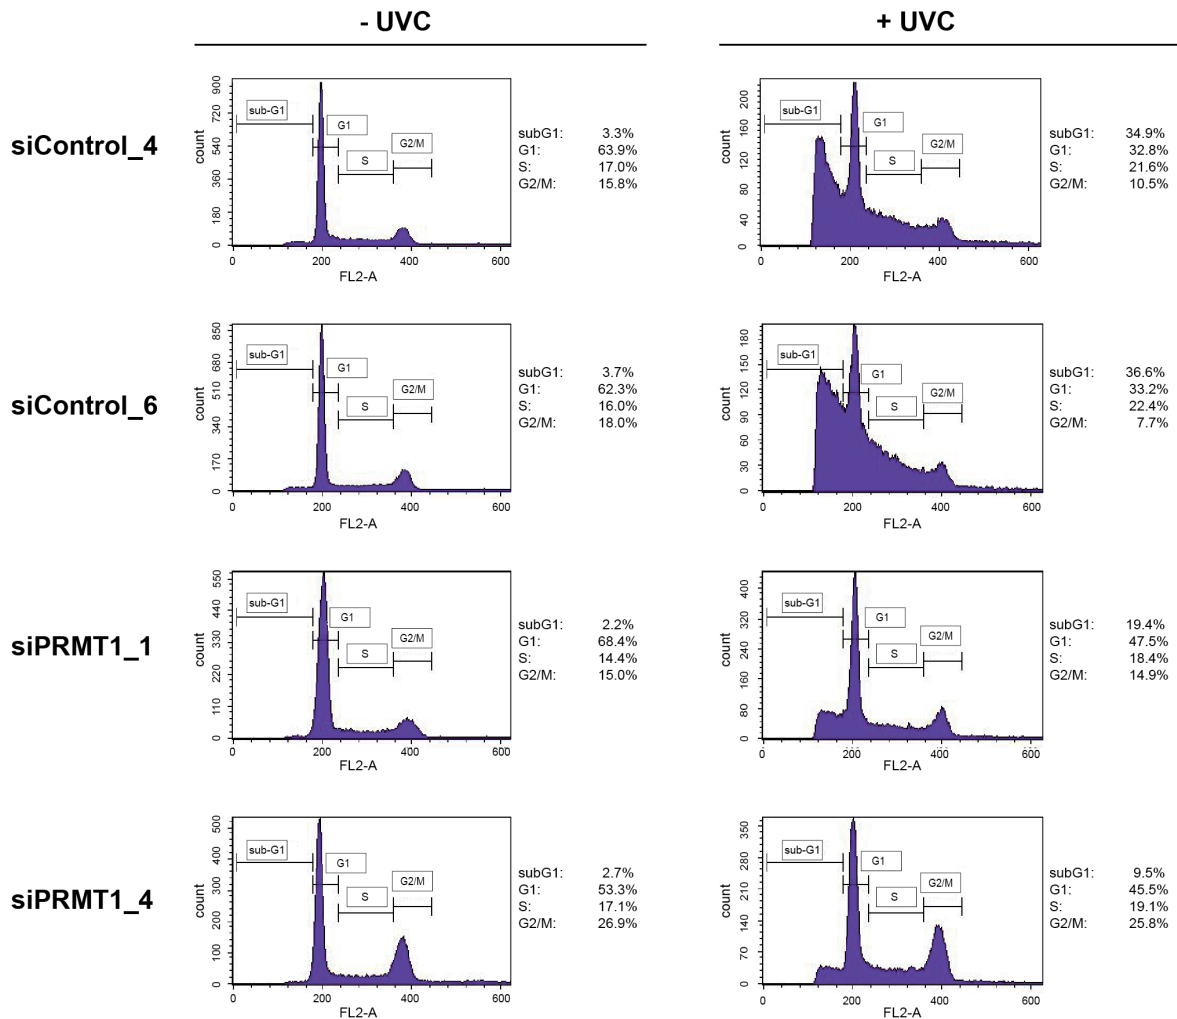 - UVC
+ UVC
siControl_4
count
900
720
540
360
180
0
sub-G1
G1
S
G2/M
0 200 400 600
FL2-A
subG1: 3.3%
G1: 63.9%
S: 17.0%
G2/M: 15.8%
count
200
160
120
80
40
0
sub-G1
G1
S
G2/M
0 200 400 600
FL2-A
subG1: 34.9%
G1: 32.8%
S: 21.6%
G2/M: 10.5%
siControl_6
count
850
680
510
340
170
0
sub-G1
G1
S
G2/M
0 200 400 600
FL2-A
subG1: 3.7%
G1: 62.3%
S: 16.0%
G2/M: 18.0%
count
180
150
120
90
60
30
0
sub-G1
G1
S
G2/M
0 200 400 600
FL2-A
subG1: 36.6%
G1: 33.2%
S: 22.4%
G2/M: 7.7%
siPRMT1_1
count
550
440
330
220
110
0
sub-G1
G1
S
G2/M
0 200 400 600
FL2-A
subG1: 2.2%
G1: 68.4%
S: 14.4%
G2/M: 15.0%
count
400
320
240
160
80
0
sub-G1
G1
S
G2/M
0 200 400 600
FL2-A
subG1: 19.4%
G1: 47.5%
S: 18.4%
G2/M: 14.9%
siPRMT1_4
count
500
400
300
200
100
0
sub-G1
G1
S
G2/M
0 200 400 600
FL2-A
subG1: 2.7%
G1: 53.3%
S: 17.1%
G2/M: 26.9%
count
350
280
210
140
70
0
sub-G1
G1
S
G2/M
0 200 400 600
FL2-A
subG1: 9.5%
G1: 45.5%
S: 19.1%
G2/M: 25.8%